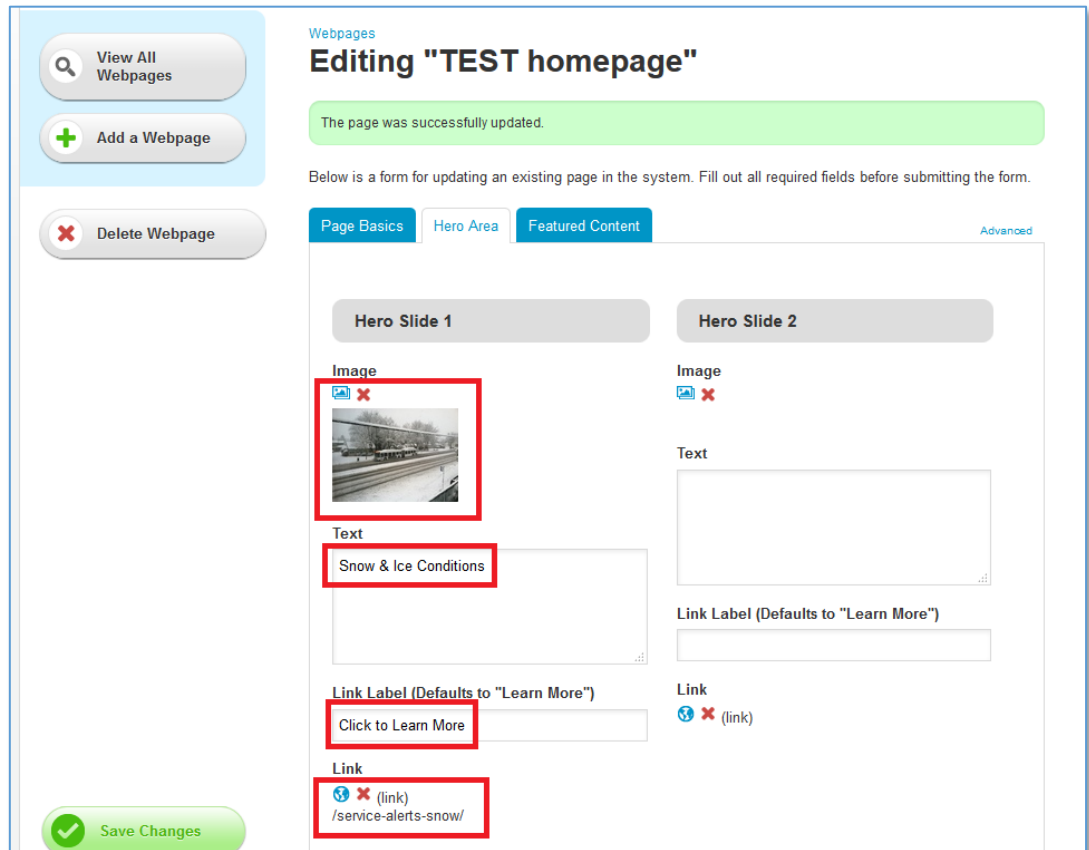 View All
Webpages
Add a Webpage
Delete Webpage
Save Changes
Webpages
Editing "TEST homepage"
The page was successfully updated.
Below is a form for updating an existing page in the system. Fill out all required fields before submitting the form.
Page Basics
Hero Area
Featured Content
Advanced
Hero Slide 1
Image
Text
Snow & Ice Conditions
Link Label (Defaults to "Learn More")
Click to Learn More
Link
(link)
/service-alerts-snow/
Hero Slide 2
Image
Text
Link Label (Defaults to "Learn More")
Link
(link)